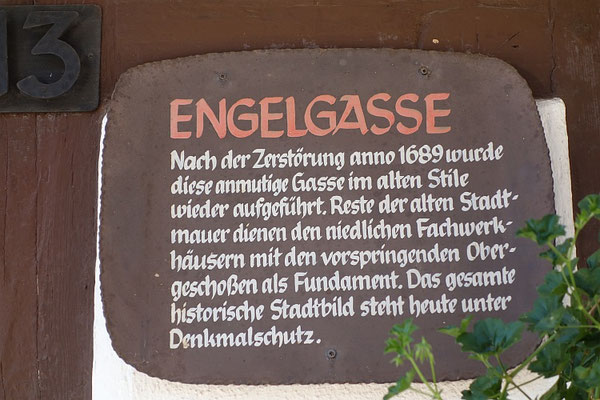 13
ENGELGASSE
Nach der Zerstörung anno 1689 wurde
diese anmutige Gasse im alten Stile
wieder aufgeführt. Reste der alten Stadt-
mauer dienen den niedlichen Fachwerk-
häusern mit den vorspringenden Ober-
geschoßen als Fundament. Das gesamte
historische Stadtbild steht heute unter
Denkmalschutz.